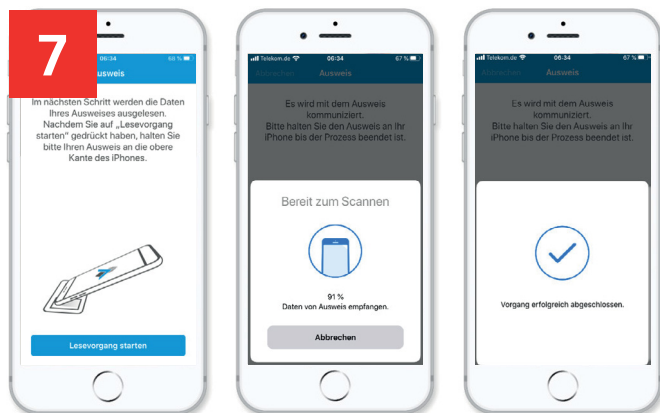 7
06:34
68 %
Ausweis
Im nächsten Schritt werden die Daten
Ihres Ausweises ausgelesen.
Nachdem Sie auf „Lesevorgang
starten" gedrückt haben, halten Sie
bitte Ihren Ausweis an die obere
Kante des iPhones.
Lesevorgang starten
Telekom.de
06:34
67 %
Abbrechen
Ausweis
Es wird mit dem Ausweis
kommuniziert.
Bitte halten Sie den Ausweis an Ihr
iPhone bis der Prozess beendet ist.
Bereit zum Scannen
91 %
Daten von Ausweis empfangen.
Abbrechen
Telekom.de
06:34
67 %
Abbrechen
Ausweis
Es wird mit dem Ausweis
kommuniziert.
Bitte halten Sie den Ausweis an Ihr
iPhone bis der Prozess beendet ist.
Vorgang erfolgreich abgeschlossen.